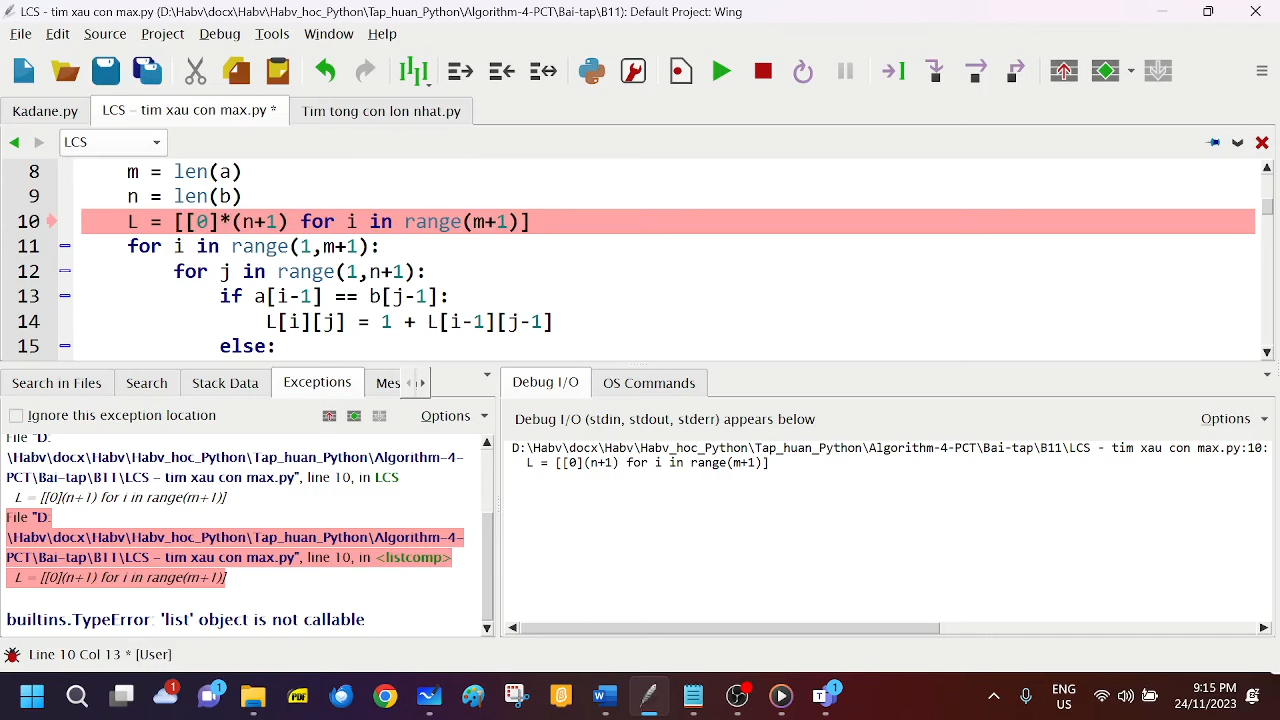 LCS - tim xau con max.py (D:\Habv\docx\Habv\Habv_hoc_Python\Tap_huan_Python\Algorithm-4-PCT\Bai-tap\B11): Default Project: Wing
File Edit Source Project Debug Tools Window Help
Kadane.py LCS - tim xau con max.py * Tim tong con lon nhat.py
LCS
8 m = len(a)
9 n = len(b)
10 L = [[0]*(n+1) for i in range(m+1)]
11 for i in range(1,m+1):
12 for j in range(1,n+1):
13 if a[i-1] == b[j-1]:
14 L[i][j] = 1 + L[i-1][j-1]
15 else:
Search in Files Search Stack Data Exceptions Mes
Ignore this exception location Options
File "D:
\Habv\docx\Habv\Habv_hoc_Python\Tap_huan_Python\Algorithm-4-
PCT\Bai-tap\B11\LCS - tim xau con max.py", line 10, in LCS
L = [[0](n+1) for i in range(m+1)]
File "D:
\Habv\docx\Habv\Habv_hoc_Python\Tap_huan_Python\Algorithm-4-
PCT\Bai-tap\B11\LCS - tim xau con max.py", line 10, in <listcomp>
L = [[0](n+1) for i in range(m+1)]
builtins.TypeError: 'list' object is not callable
Debug I/O OS Commands
Debug I/O (stdin, stdout, stderr) appears below Options
D:\Habv\docx\Habv\Habv_hoc_Python\Tap_huan_Python\Algorithm-4-PCT\Bai-tap\B11\LCS - tim xau con max.py:10:
L = [[0](n+1) for i in range(m+1)]
Line 10 Col 13 * [User]
1 1 PDF 1
ENG
US
9:15 PM
24/11/2023